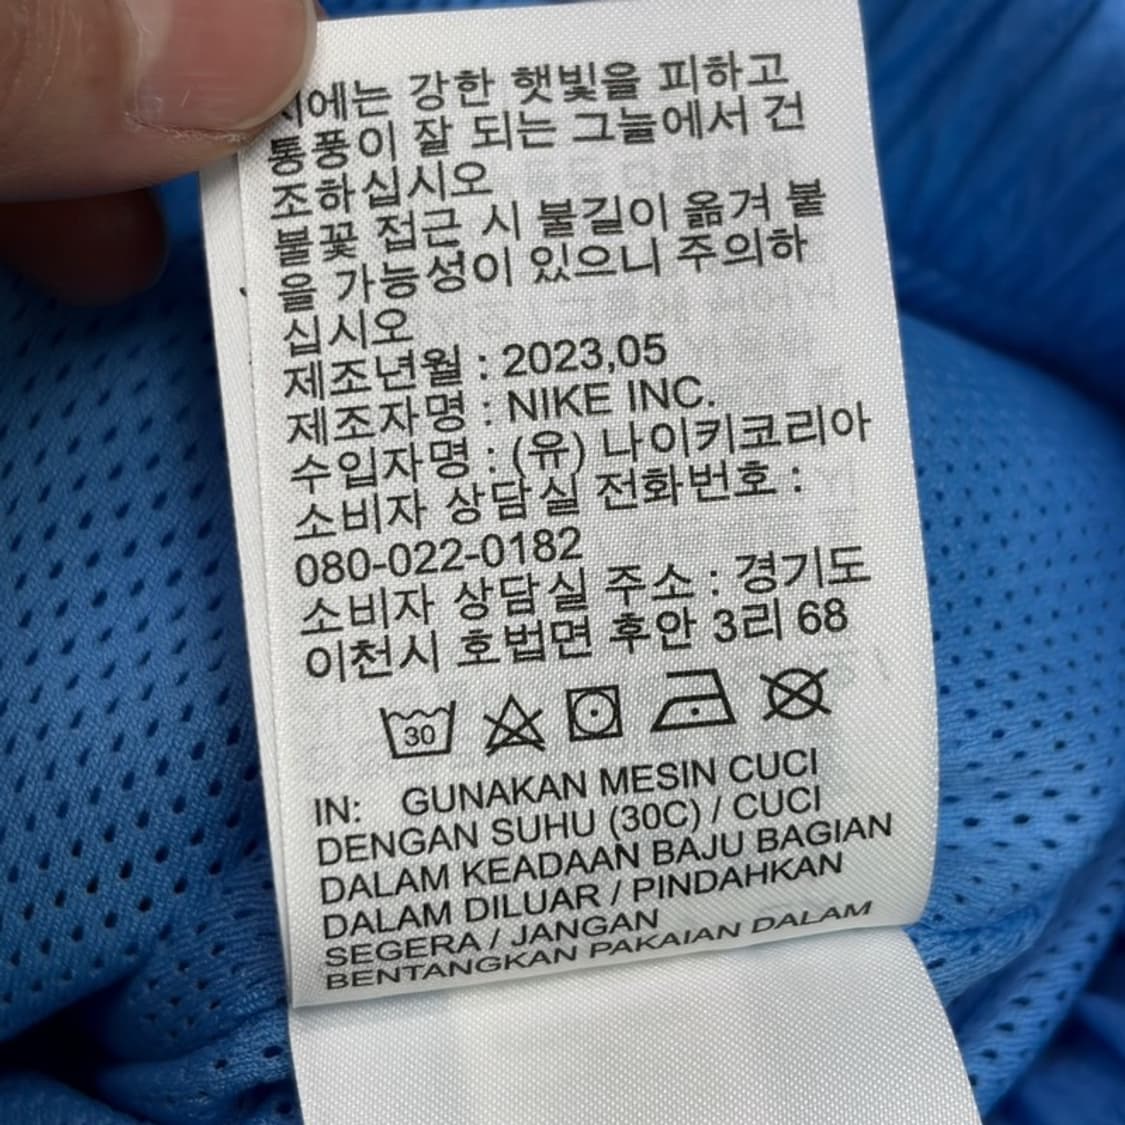 에는 강한 햇빛을 피하고
통풍이 잘 되는 그늘에서 건
조하십시오
불꽃 접근 시 불길이 옮겨 붙
을 가능성이 있으니 주의하
십시오
제조년월 : 2023,05
제조자명 : NIKE INC.
수입자명 : (유) 나이키코리아
소비자 상담실 전화번호 :
080-022-0182
소비자 상담실 주소 : 경기도
이천시 호법면 후안 3리 68
30
IN: GUNAKAN MESIN CUCI
DENGAN SUHU (30C) / CUCI
DALAM KEADAAN BAJU BAGIAN
DALAM DILUAR / PINDAHKAN
SEGERA / JANGAN
BENTANGKAN PAKAIAN DALAM